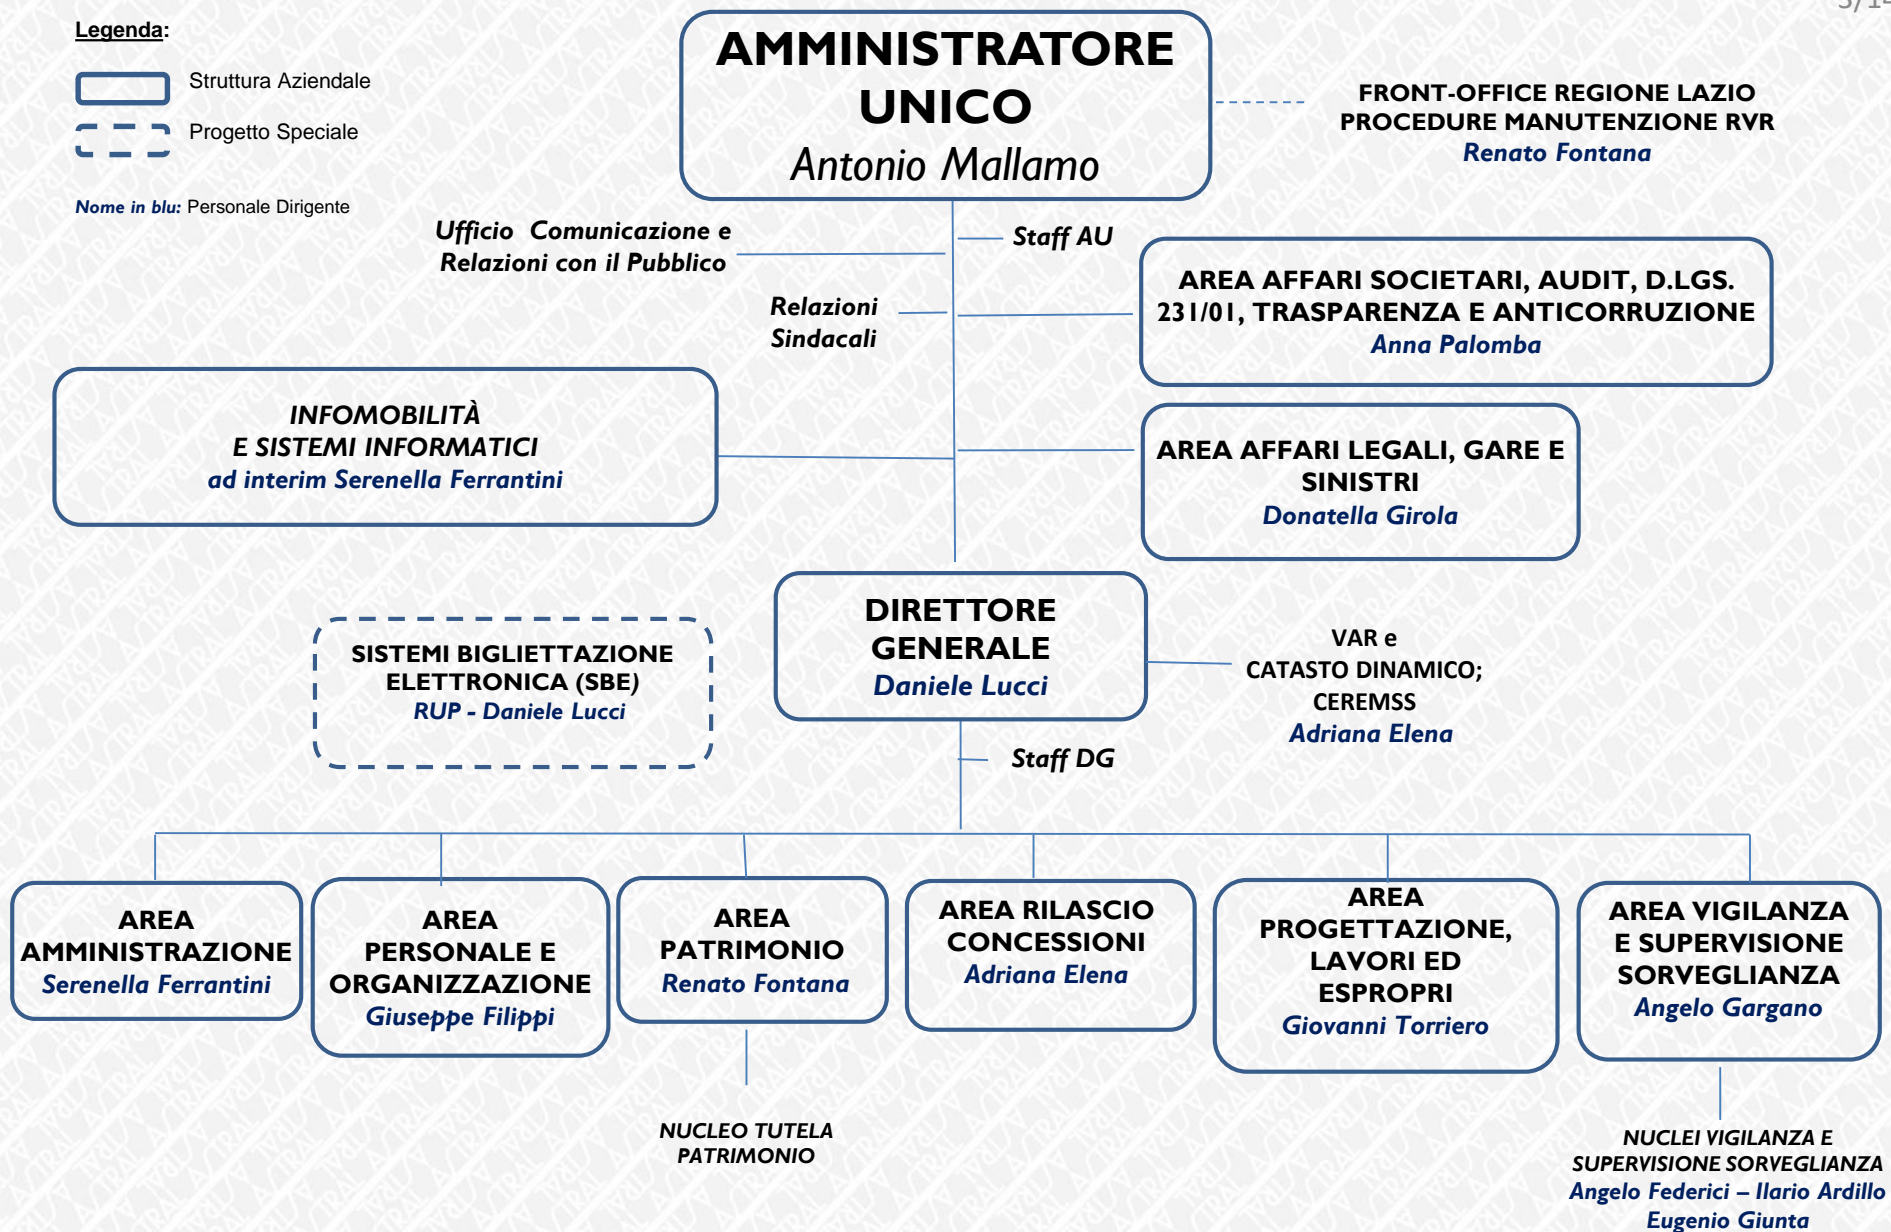 3/14
Legenda:
Struttura Aziendale
Progetto Speciale
Nome in blu: Personale Dirigente
AMMINISTRATORE
UNICO
Antonio Mallamo
FRONT-OFFICE REGIONE LAZIO
PROCEDURE MANUTENZIONE RVR
Renato Fontana
Ufficio Comunicazione e
Relazioni con il Pubblico
Staff AU
Relazioni
Sindacali
AREA AFFARI SOCIETARI, AUDIT, D.LGS.
231/01, TRASPARENZA E ANTICORRUZIONE
Anna Palomba
INFOMOBILITÀ
E SISTEMI INFORMATICI
ad interim Serenella Ferrantini
AREA AFFARI LEGALI, GARE E
SINISTRI
Donatella Girola
DIRETTORE
GENERALE
Daniele Lucci
SISTEMI BIGLIETTAZIONE
ELETTRONICA (SBE)
RUP - Daniele Lucci
VAR e
CATASTO DINAMICO;
CEREMSS
Adriana Elena
Staff DG
AREA
AMMINISTRAZIONE
Serenella Ferrantini
AREA
PERSONALE E
ORGANIZZAZIONE
Giuseppe Filippi
AREA
PATRIMONIO
Renato Fontana
AREA RILASCIO
CONCESSIONI
Adriana Elena
AREA
PROGETTAZIONE,
LAVORI ED
ESPROPRI
Giovanni Torriero
AREA VIGILANZA
E SUPERVISIONE
SORVEGLIANZA
Angelo Gargano
NUCLEO TUTELA
PATRIMONIO
NUCLEI VIGILANZA E
SUPERVISIONE SORVEGLIANZA
Angelo Federici – Ilario Ardillo
Eugenio Giunta